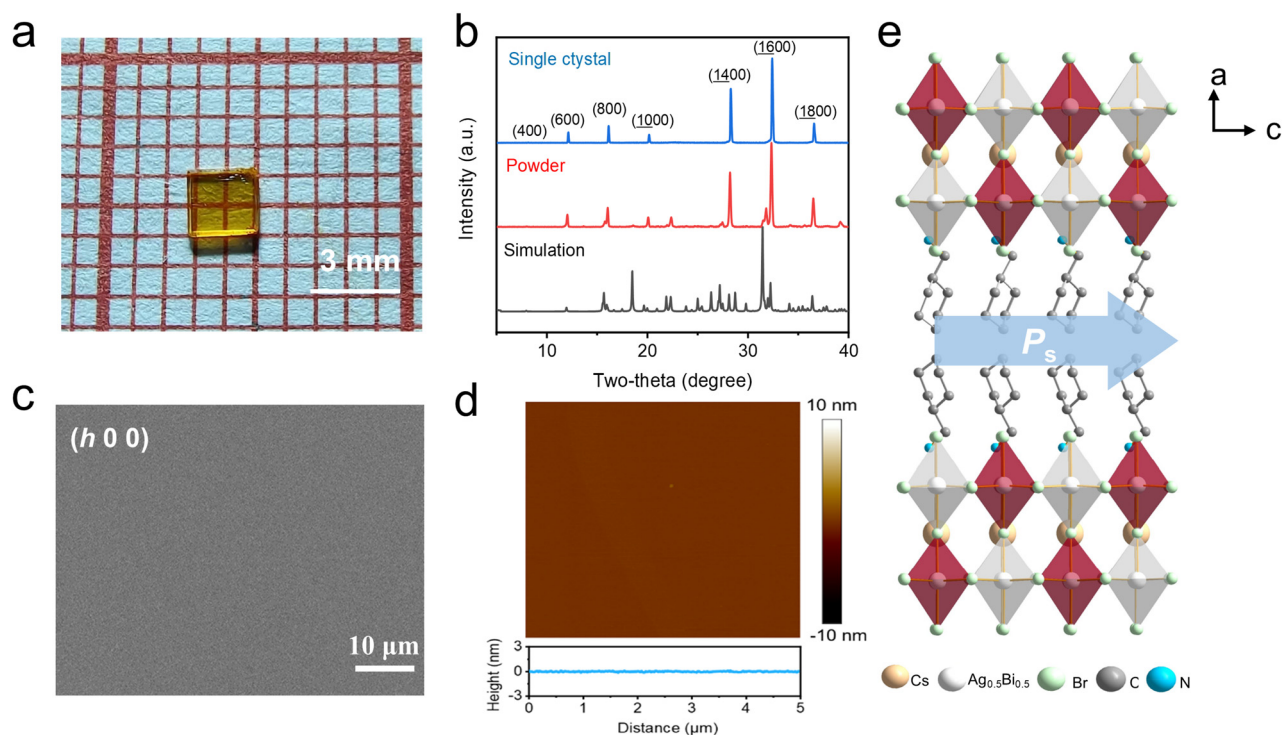 a
3 mm
b
Single ctystal
(400)
(600)
(800)
(1000)
(1400)
(1600)
(1800)
Powder
Simulation
Intensity (a.u.)
10
20
30
40
Two-theta (degree)
c
(h 0 0)
10 µm
d
10 nm
-10 nm
Height (nm)
3
0
-3
0
1
2
3
4
5
Distance (µm)
e
a
c
Ps
Cs
Ag0.5Bi0.5
Br
C
N